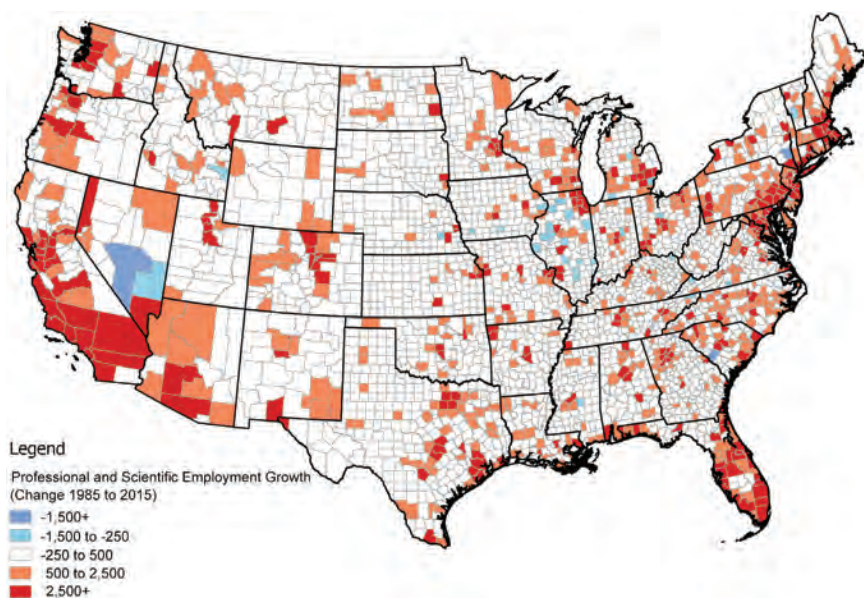 Legend
Professional and Scientific Employment Growth
(Change 1985 to 2015)
-1,500+
-1,500 to -250
-250 to 500
500 to 2,500
2,500+